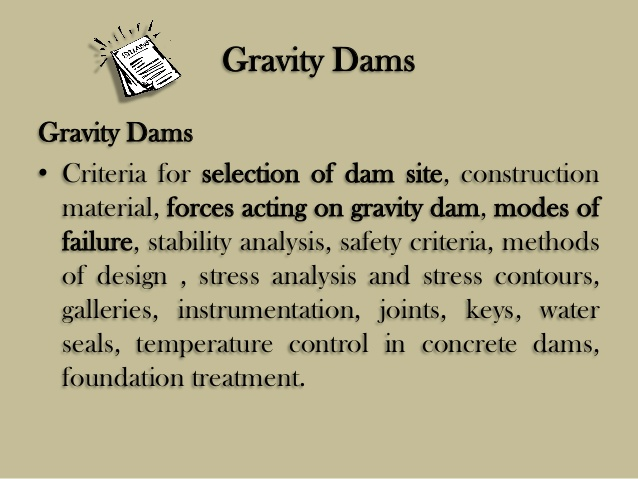 Gravity Dams
Gravity Dams
• Criteria for selection of dam site, construction
material, forces acting on gravity dam, modes of
failure, stability analysis, safety criteria, methods
of design , stress analysis and stress contours,
galleries, instrumentation, joints, keys, water
seals, temperature control in concrete dams,
foundation treatment.